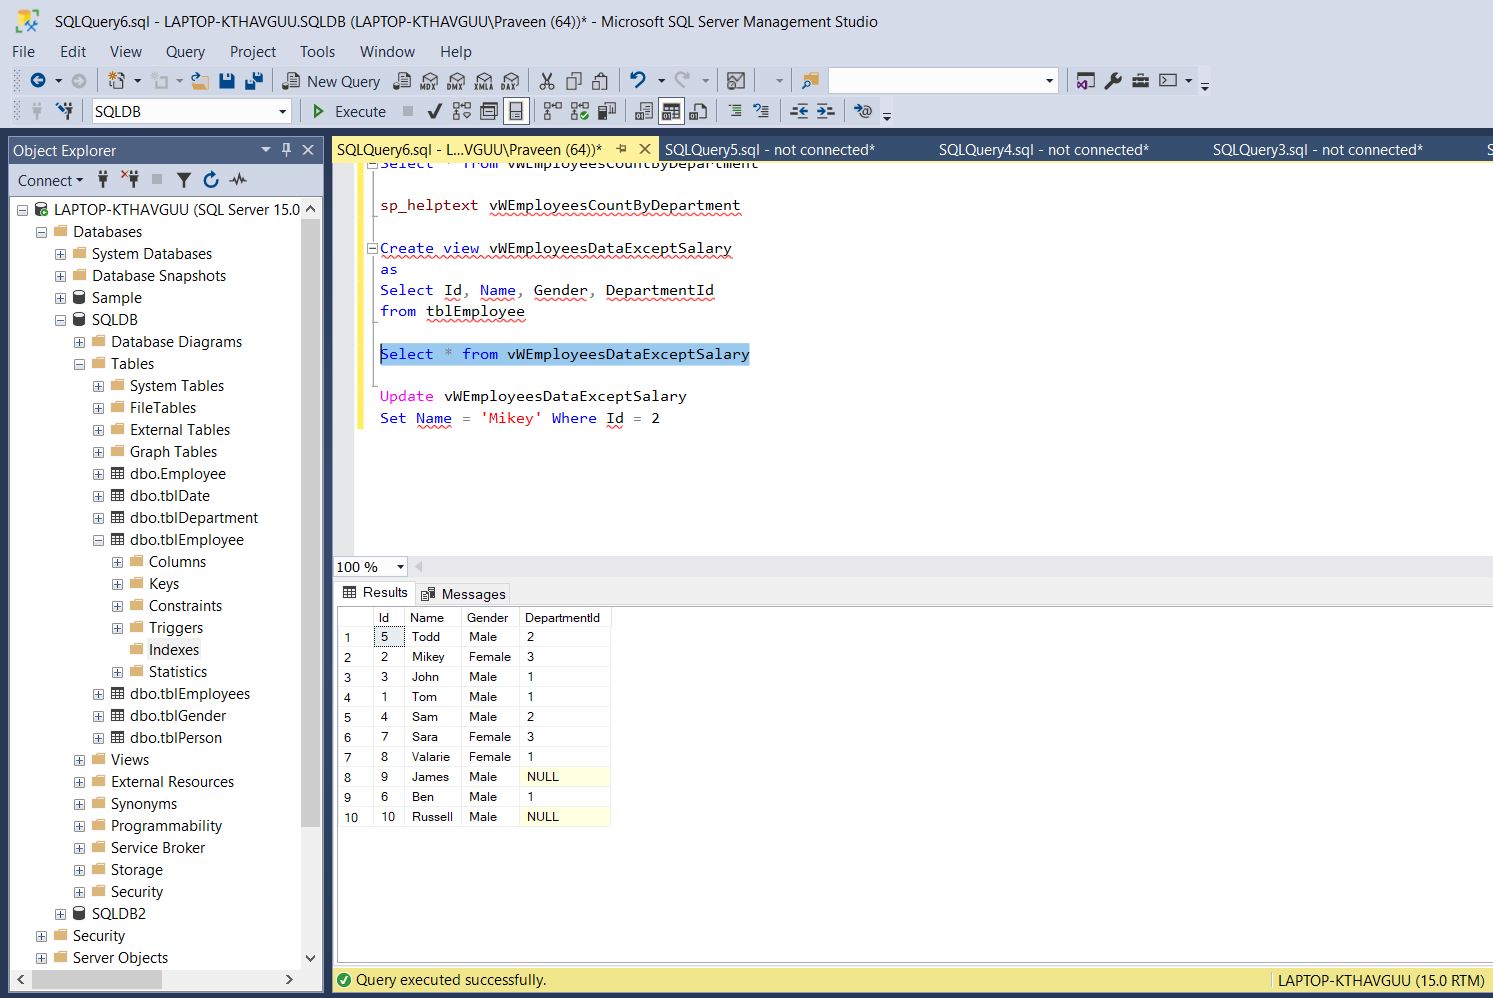 SQLQuery6.sql - LAPTOP-KTHAVGUU.SQLDB (LAPTOP-KTHAVGUU\Praveen (64))* - Microsoft SQL Server Management Studio
File Edit View Query Project Tools Window Help
New Query MDX DMX XMLA DAX
SQLDB Execute
Object Explorer
Connect
LAPTOP-KTHAVGUU (SQL Server 15.0
Databases
System Databases
Database Snapshots
Sample
SQLDB
Database Diagrams
Tables
System Tables
FileTables
External Tables
Graph Tables
dbo.Employee
dbo.tblDate
dbo.tblDepartment
dbo.tblEmployee
Columns
Keys
Constraints
Triggers
Indexes
Statistics
dbo.tblEmployees
dbo.tblGender
dbo.tblPerson
Views
External Resources
Synonyms
Programmability
Service Broker
Storage
Security
SQLDB2
Security
Server Objects
SQLQuery6.sql - L...VGUU\Praveen (64))* SQLQuery5.sql - not connected* SQLQuery4.sql - not connected* SQLQuery3.sql - not connected* S
Select * from vWEmployeesCountByDepartment
sp_helptext vWEmployeesCountByDepartment
Create view vWEmployeesDataExceptSalary
as
Select Id, Name, Gender, DepartmentId
from tblEmployee
Select * from vWEmployeesDataExceptSalary
Update vWEmployeesDataExceptSalary
Set Name = 'Mikey' Where Id = 2
100 %
Results Messages
Id Name Gender DepartmentId
1 5 Todd Male 2
2 2 Mikey Female 3
3 3 John Male 1
4 1 Tom Male 1
5 4 Sam Male 2
6 7 Sara Female 3
7 8 Valarie Female 1
8 9 James Male NULL
9 6 Ben Male 1
10 10 Russell Male NULL
Query executed successfully. LAPTOP-KTHAVGUU (15.0 RTM)